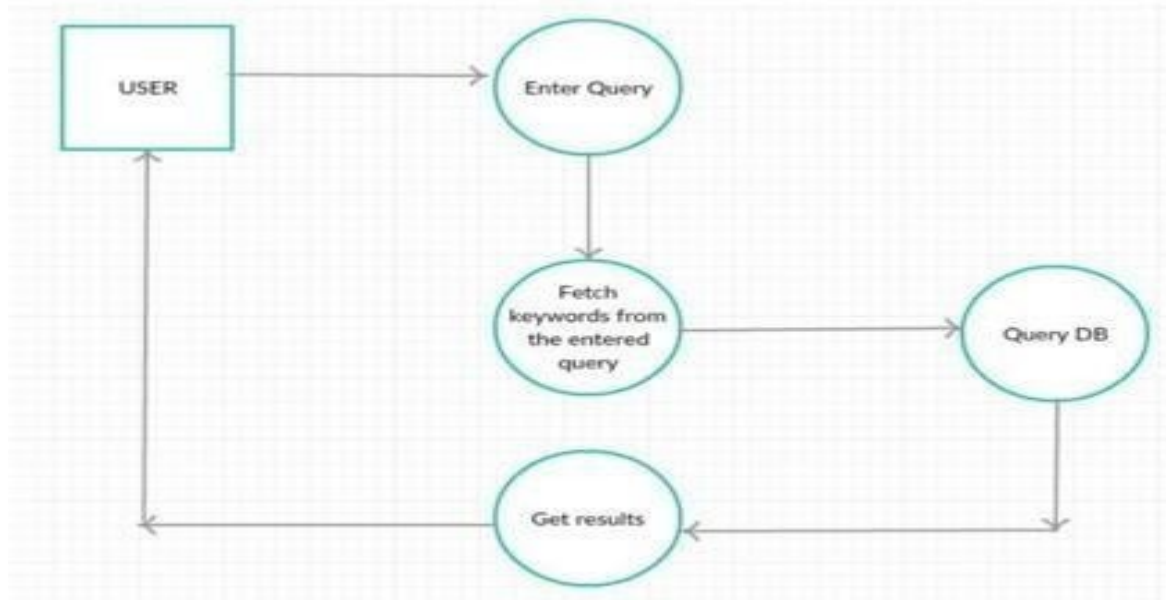 USER
Enter Query
Fetch
keywords from
the entered
query
Query DB
Get results